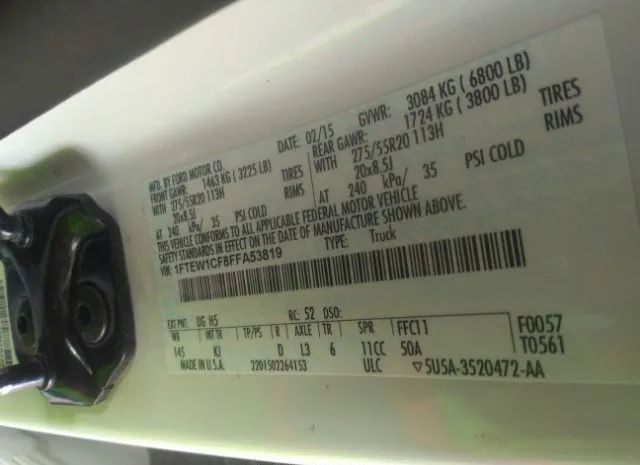 MFD. BY FORD MOTOR CO.
DATE: 02/15 GVWR: 3084 KG ( 6800 LB)
FRONT GAWR: 1463 KG ( 3225 LB)
REAR GAWR: 1724 KG ( 3800 LB)
WITH 275/55R20 113H TIRES
WITH 275/55R20 113H TIRES
20x8.5J RIMS
20x8.5J RIMS
AT 240 kPa/ 35 PSI COLD
AT 240 kPa/ 35 PSI COLD
THIS VEHICLE CONFORMS TO ALL APPLICABLE FEDERAL MOTOR VEHICLE
SAFETY STANDARDS IN EFFECT ON THE DATE OF MANUFACTURE SHOWN ABOVE.
VIN: 1FTEW1CF8FFA53819
TYPE: Truck
EXT PNT: UG H5 RC: 52 DSO:
WB INT TR TP/PS R AXLE TR SPR FFC11 F0057
145 KJ D L3 6 11CC 50A T0561
MADE IN U.S.A. 2201502264153 ULC 5U5A-3520472-AA